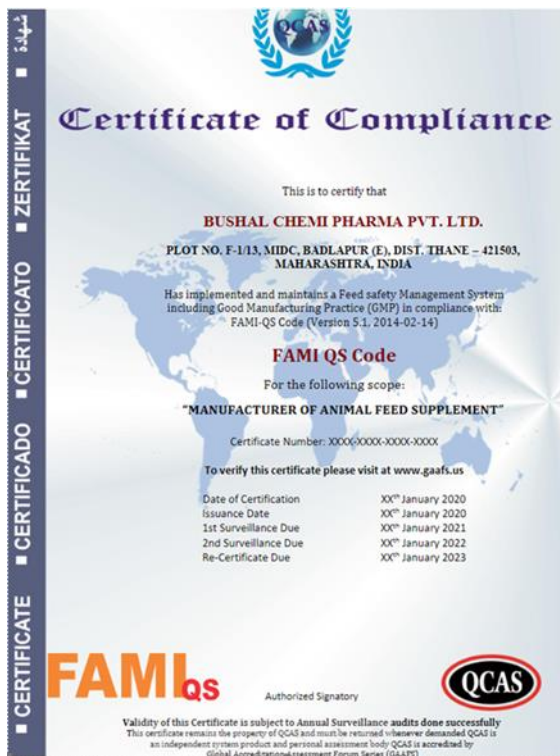 QCAS
Certificate of Compliance
This is to certify that
BUSHAL CHEMI PHARMA PVT. LTD.
PLOT NO. F-1/13, MIDC, BADLAPUR (E), DIST. THANE – 421503,
MAHARASHTRA, INDIA
Has implemented and maintains a Feed safety Management System
including Good Manufacturing Practice (GMP) in compliance with:
FAMI-QS Code (Version 5.1, 2014-02-14)
FAMI QS Code
For the following scope:
“MANUFACTURER OF ANIMAL FEED SUPPLEMENT”
Certificate Number: XXXX-XXXX-XXXX-XXXX
To verify this certificate please visit at www.gaafs.us
Date of Certification XXth January 2020
Issuance Date XXth January 2020
1st Surveillance Due XXth January 2021
2nd Surveillance Due XXth January 2022
Re-Certificate Due XXth January 2023
FAMI QS
Authorized Signatory
QCAS
Validity of this Certificate is subject to Annual Surveillance audits done successfully
This certificate remains the property of QCAS and must be returned whenever demanded QCAS is
an independent system product and personal assessment body QCAS is accredited by
Global Accreditation Assessment Forum Series (GAAFS)
■ CERTIFICATE ■ CERTIFICADO ■ CERTIFICATO ■ ZERTIFIKAT ■ شهادة